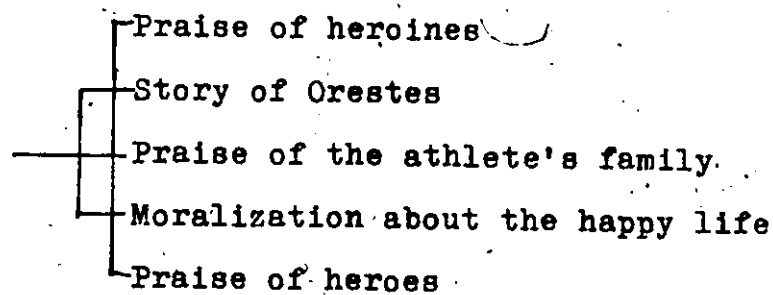 Praise of heroines
Story of Orestes
Praise of the athlete's family.
Moralization about the happy life
Praise of heroes